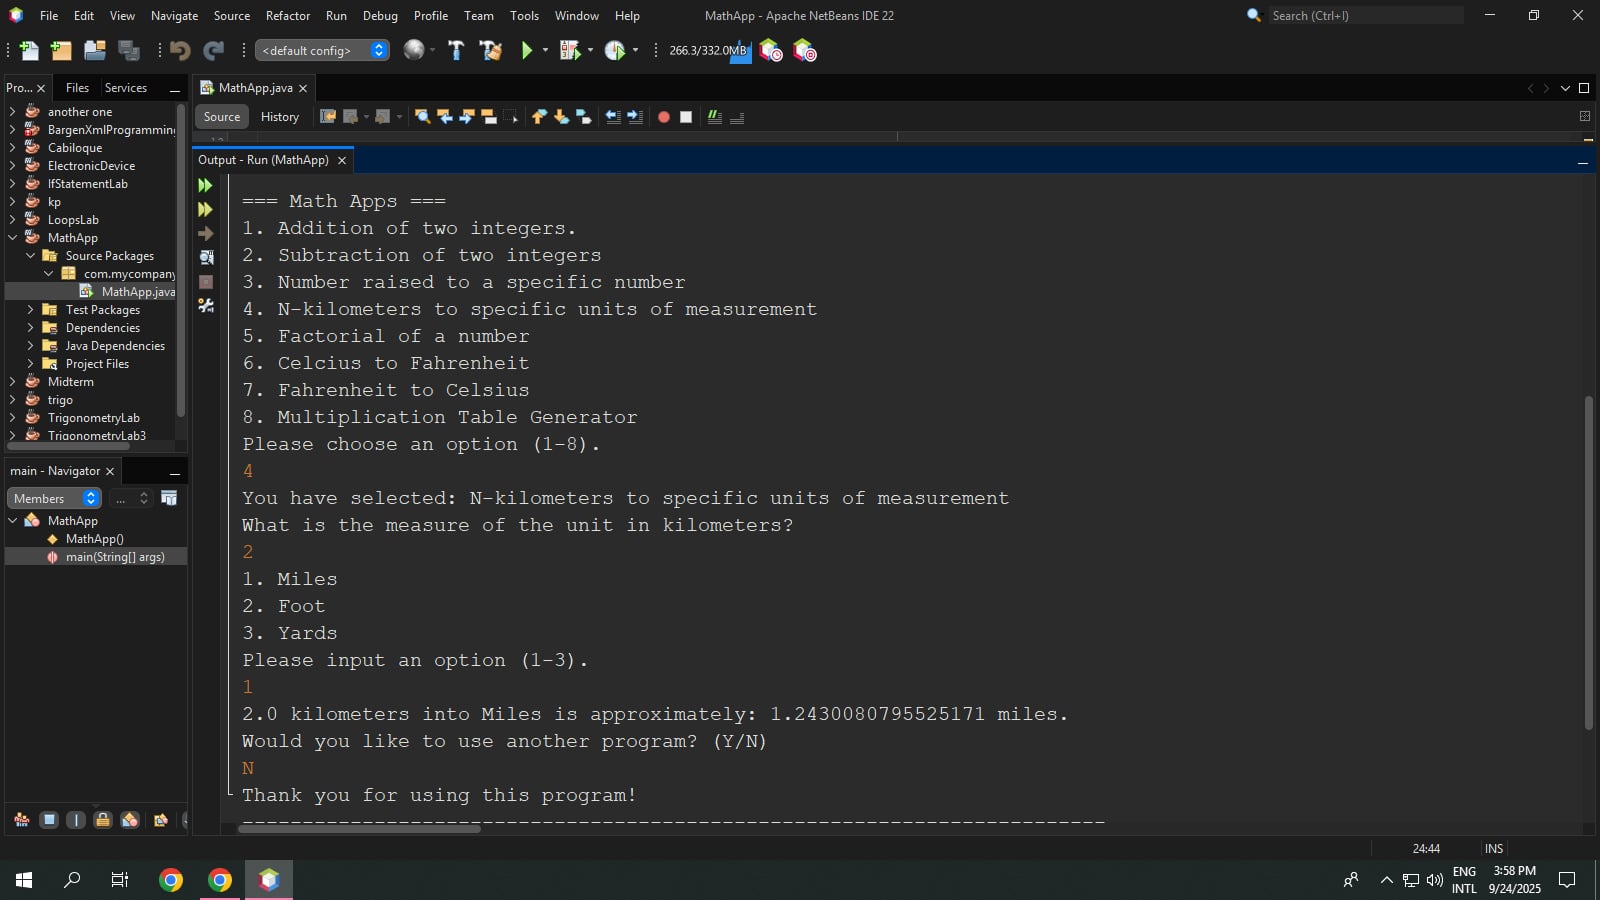 File Edit View Navigate Source Refactor Run Debug Profile Team Tools Window Help MathApp - Apache NetBeans IDE 22 Search (Ctrl+I)
<default config> 266.3/332.0MB
Pro... Files Services
MathApp.java
another one
BargenXmlProgramming
Cabiloque
ElectronicDevice
IfStatementLab
kp
LoopsLab
MathApp
Source Packages
com.mycompany
MathApp.java
Test Packages
Dependencies
Java Dependencies
Project Files
Midterm
trigo
TrigonometryLab
TrigonometryLab3
main - Navigator
Members ...
MathApp
MathApp()
main(String[] args)
Source History
Output - Run (MathApp)
=== Math Apps ===
1. Addition of two integers.
2. Subtraction of two integers
3. Number raised to a specific number
4. N-kilometers to specific units of measurement
5. Factorial of a number
6. Celcius to Fahrenheit
7. Fahrenheit to Celsius
8. Multiplication Table Generator
Please choose an option (1-8).
4
You have selected: N-kilometers to specific units of measurement
What is the measure of the unit in kilometers?
2
1. Miles
2. Foot
3. Yards
Please input an option (1-3).
1
2.0 kilometers into Miles is approximately: 1.2430080795525171 miles.
Would you like to use another program? (Y/N)
N
Thank you for using this program!
------------------------------------------------------------------------
24:44 INS
ENG
INTL
3:58 PM
9/24/2025